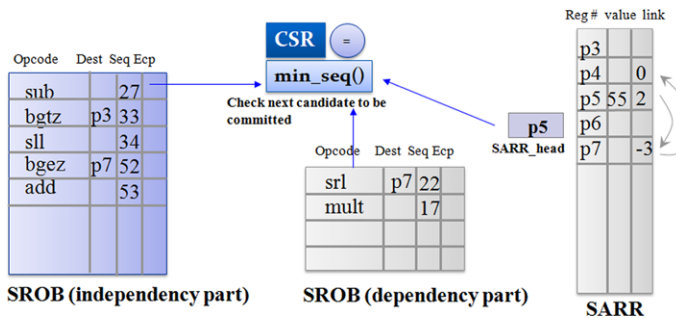 CSR =
min_seq()
Check next candidate to be
committed
Opcode Dest Seq Ecp
sub 27
bgtz p3 33
sll 34
bgez p7 52
add 53
SROB (independency part)
Opcode Dest Seq Ecp
srl p7 22
mult 17
SROB (dependency part)
p5
SARR_head
Reg # value link
p3
p4 0
p5 55 2
p6
p7 -3
SARR